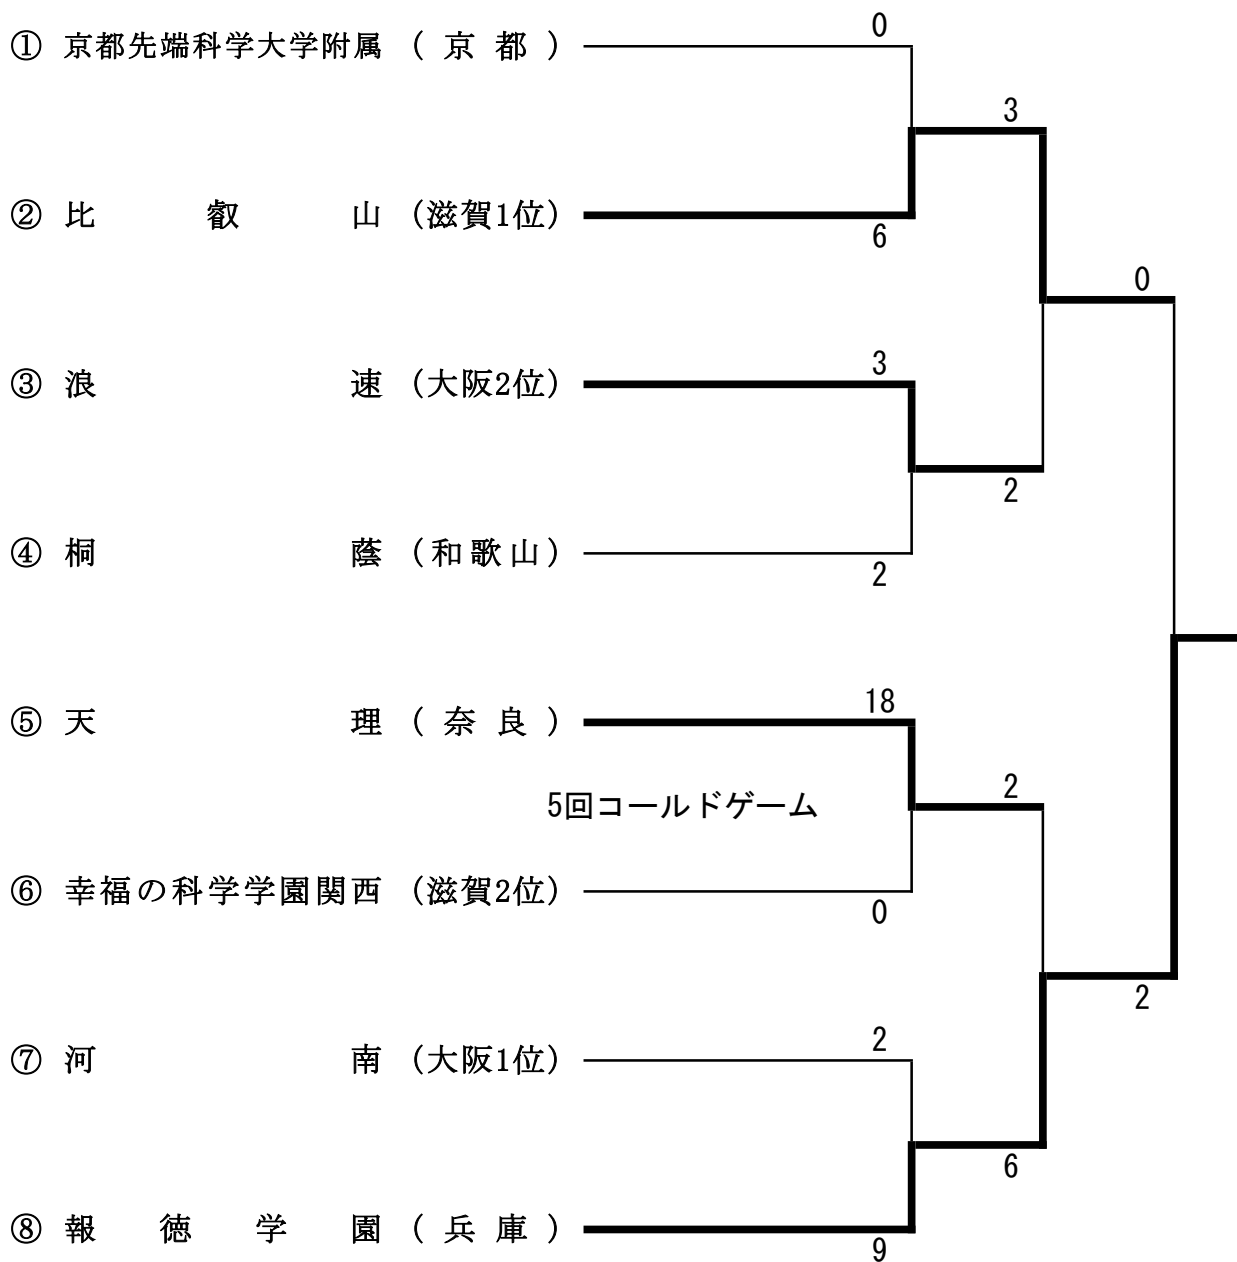 0
① 京都先端科学大学附属 ( 京 都 )
3
② 比 叡 山 (滋賀1位)
6
0
3
③ 浪 速 (大阪2位)
2
④ 桐 蔭 (和歌山)
2
18
⑤ 天 理 ( 奈 良 )
2
5回コールドゲーム
⑥ 幸福の科学学園関西 (滋賀2位)
0
2
2
⑦ 河 南 (大阪1位)
6
⑧ 報 徳 学 園 ( 兵 庫 )
9